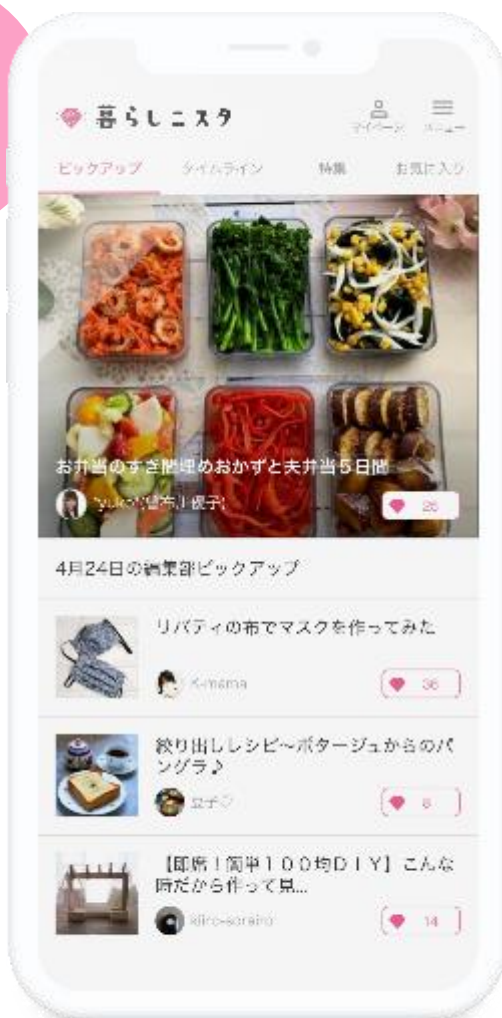 暮らしニスタ
マイページ メニュー
ピックアップ タイムライン 特集 お気に入り
お弁当のすき間埋めおかずと夫弁当5日間
26
4月24日の編集部ピックアップ
リバティの布でマスクを作ってみた
K-mama
36
絞り出しレシピ〜ポタージュからのパ
ングラ♪
豆子♡
8
【即席!簡単100均DIY】こんな
時だから作って見...
kiiro-sorairo
14